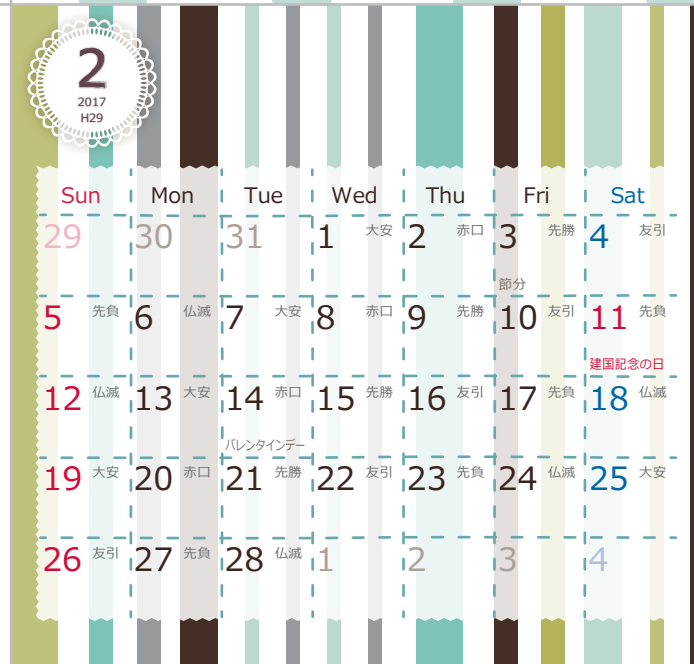 2
2017
H29
Sun Mon Tue Wed Thu Fri Sat
29 30 31 1 大安 2 赤口 3 先勝 4 友引
節分
5 先負 6 仏滅 7 大安 8 赤口 9 先勝 10 友引 11 先負
建国記念の日
12 仏滅 13 大安 14 赤口 15 先勝 16 友引 17 先負 18 仏滅
バレンタインデー
19 大安 20 赤口 21 先勝 22 友引 23 先負 24 仏滅 25 大安
26 友引 27 先負 28 仏滅 1 2 3 4